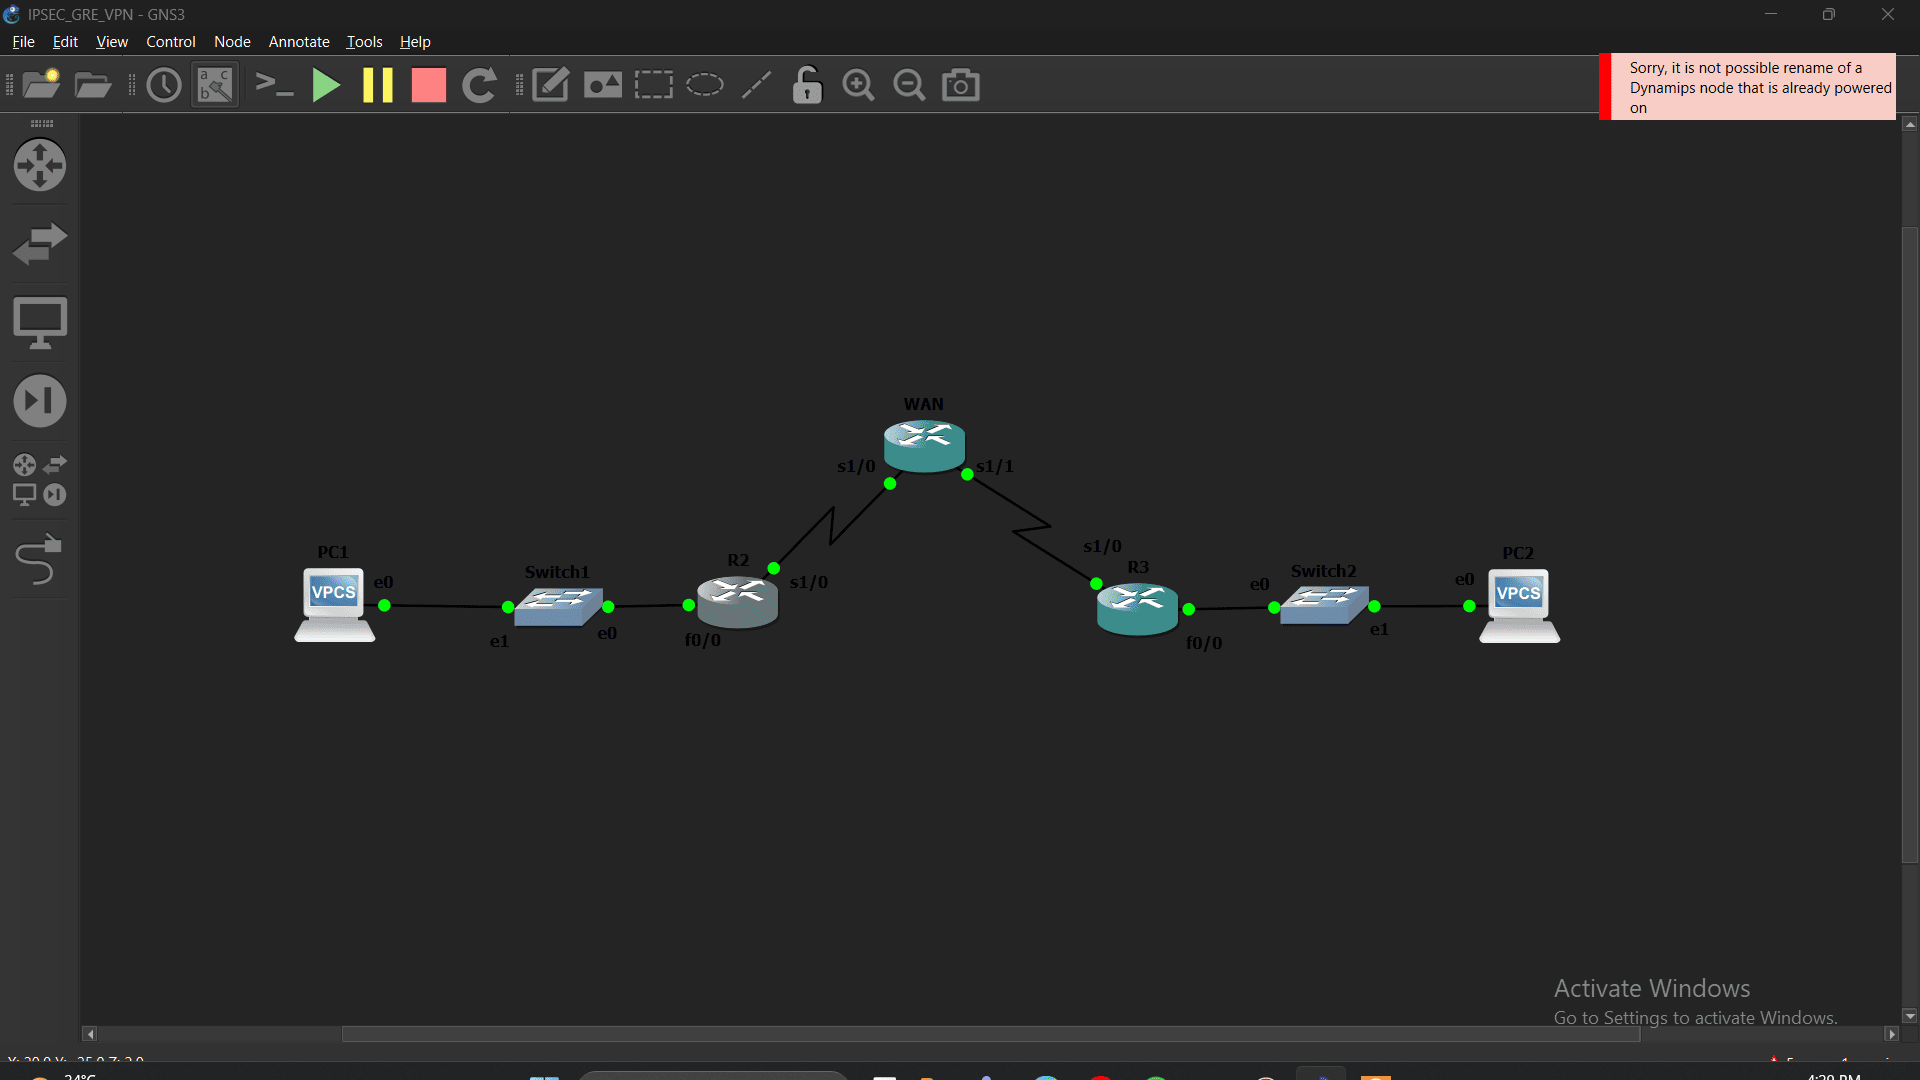 IPSEC_GRE_VPN - GNS3
File Edit View Control Node Annotate Tools Help
a c
b
>_
Sorry, it is not possible rename of a
Dynamips node that is already powered
on
WAN
s1/0
s1/1
s1/0
R3
R2
s1/0
PC1
VPCS
e0
Switch1
e1
e0
f0/0
f0/0
e0
Switch2
e1
e0
PC2
VPCS
Activate Windows
Go to Settings to activate Windows.